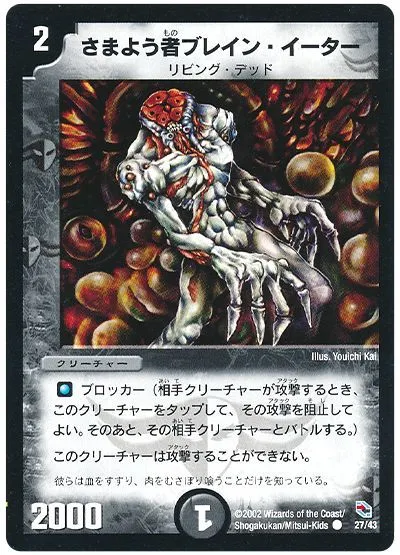 2
さまよう者ブレイン・イーター
リビング・デッド
Illus. Youichi Kai
クリーチャー
ブロッカー（相手クリーチャーが攻撃するとき、
このクリーチャーをタップして、その攻撃を阻止して
よい。そのあと、その相手クリーチャーとバトルする。）
このクリーチャーは攻撃することができない。
彼らは血をすすり、肉をむさぼり喰うことだけを知っている。
2000
1
©2002 Wizards of the Coast/
Shogakukan/Mitsui-Kids
27/43